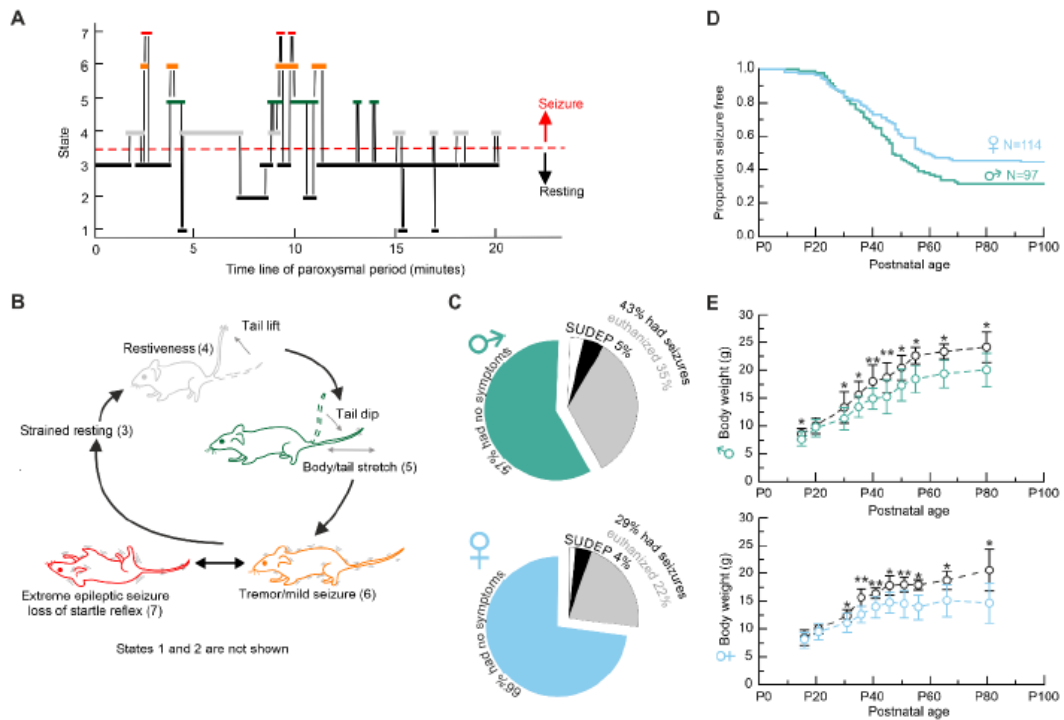 A
State
7
6
5
4
3
2
1
0
5
10
15
20
Time line of paroxysmal period (minutes)
Seizure
Resting
B
Tail lift
Restiveness (4)
Tail dip
Strained resting (3)
Body/tail stretch (5)
Extreme epileptic seizure
loss of startle reflex (7)
Tremor/mild seizure (6)
States 1 and 2 are not shown
C
♂
57% had no symptoms
SUDEP 5%
euthanized 35%
43% had seizures
♀
66% had no symptoms
SUDEP 4%
euthanized 22%
29% had seizures
D
Proportion seizure free
1.0
0.8
0.6
0.4
0.2
0.0
♀ N=114
♂ N=97
P0 P20 P40 P60 P80 P100
Postnatal age
E
♂ Body weight (g)
30
25
20
15
10
5
0
* * * ** ** * * * *
P0 P20 P40 P60 P80 P100
Postnatal age
♀ Body weight (g)
30
25
20
15
10
5
0
* * ** ** * ** * * *
P0 P20 P40 P60 P80 P100
Postnatal age